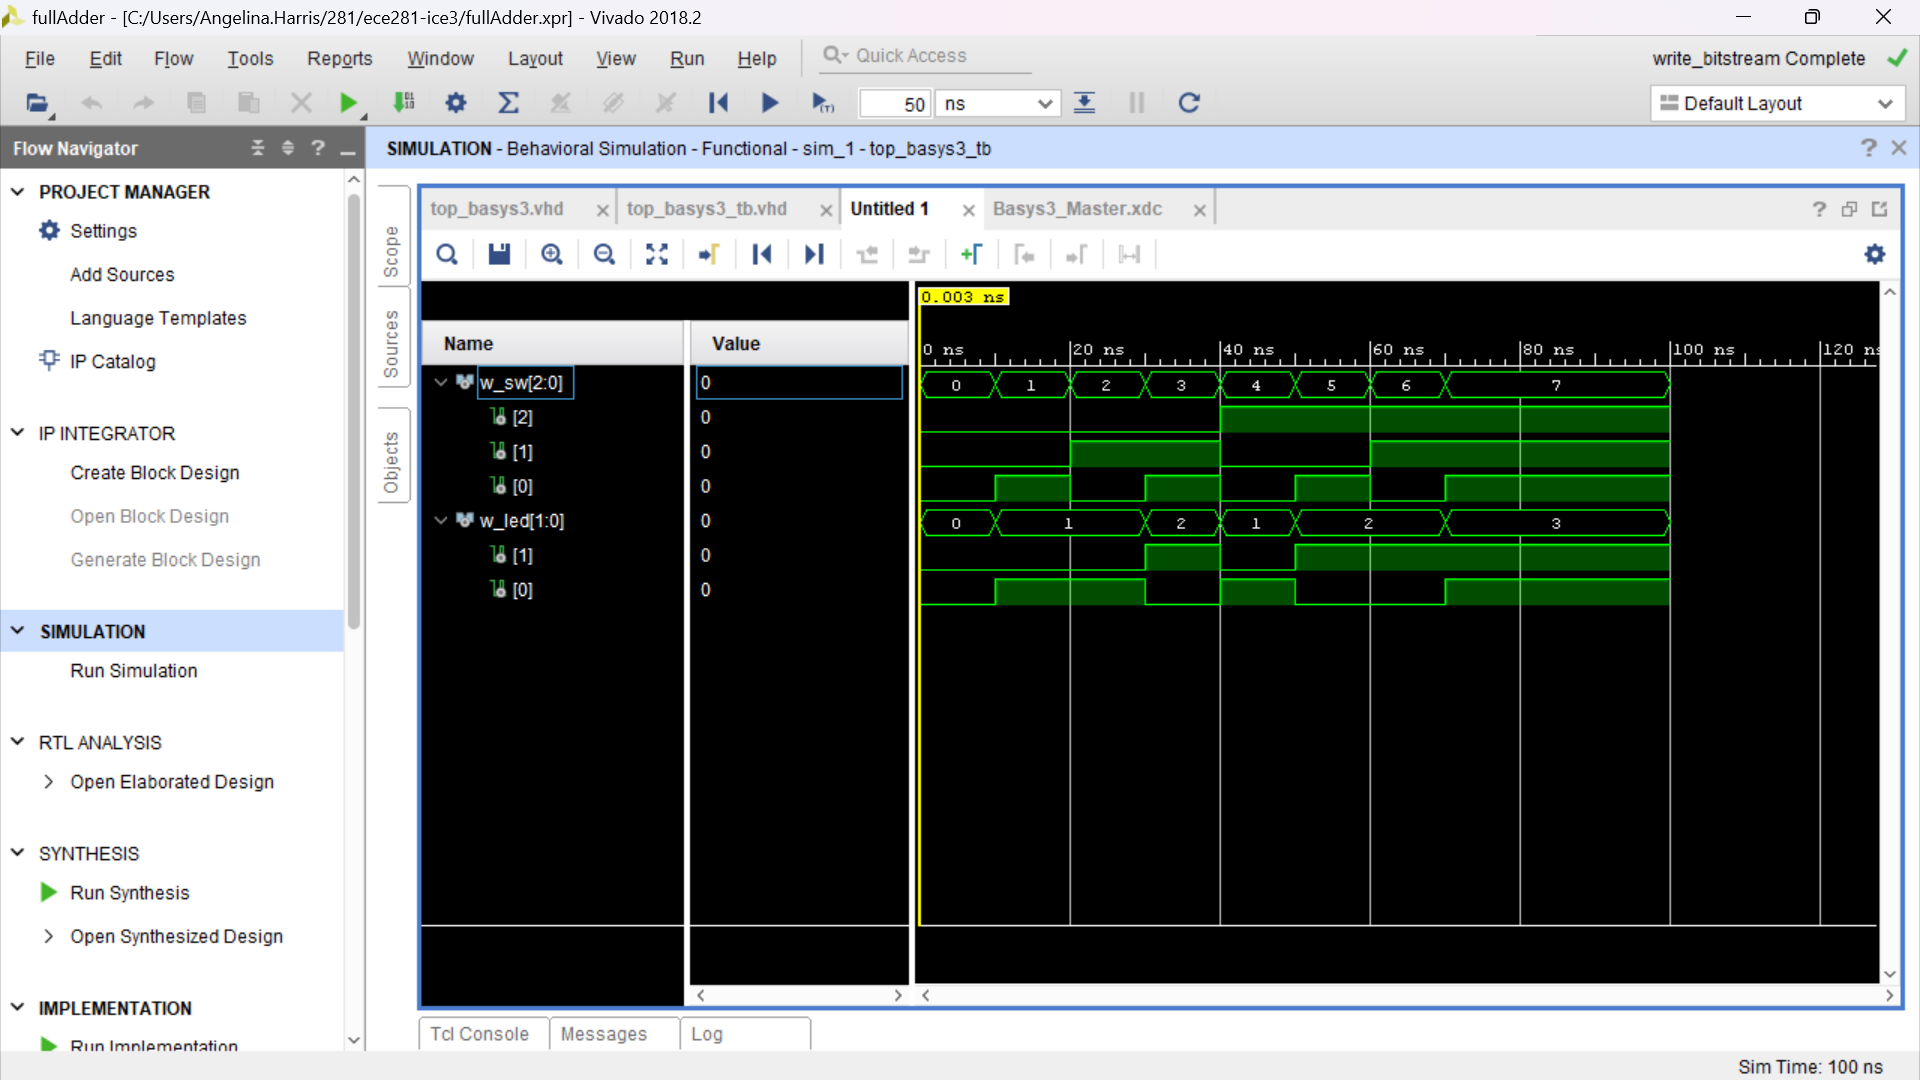 fullAdder - [C:/Users/Angelina.Harris/281/ece281-ice3/fullAdder.xpr] - Vivado 2018.2
File Edit Flow Tools Reports Window Layout View Run Help Quick Access write_bitstream Complete
50 ns Default Layout
Flow Navigator
SIMULATION - Behavioral Simulation - Functional - sim_1 - top_basys3_tb
PROJECT MANAGER
Settings
Add Sources
Language Templates
IP Catalog
IP INTEGRATOR
Create Block Design
Open Block Design
Generate Block Design
SIMULATION
Run Simulation
RTL ANALYSIS
Open Elaborated Design
SYNTHESIS
Run Synthesis
Open Synthesized Design
IMPLEMENTATION
Run Implementation
Scope
Sources
Objects
top_basys3.vhd top_basys3_tb.vhd Untitled 1 Basys3_Master.xdc
0.003 ns
Name Value
0 ns 20 ns 40 ns 60 ns 80 ns 100 ns 120 ns
w_sw[2:0] 0 0 1 2 3 4 5 6 7
[2] 0
[1] 0
[0] 0
w_led[1:0] 0 0 1 2 1 2 3
[1] 0
[0] 0
Tcl Console Messages Log
Sim Time: 100 ns